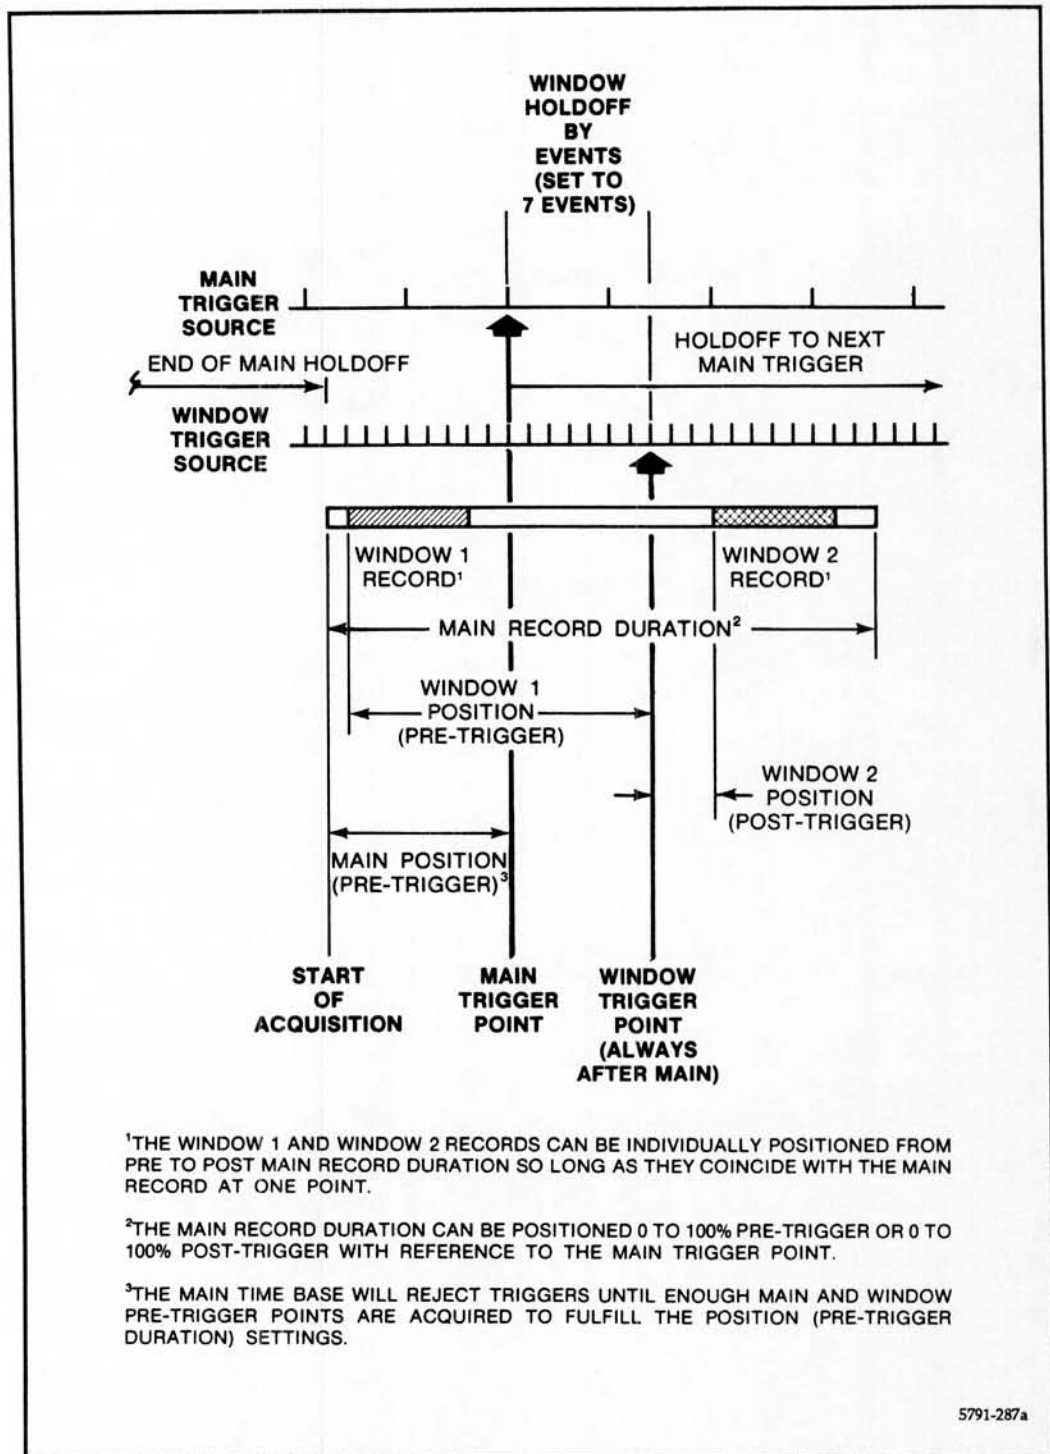 WINDOW
HOLDOFF
BY
EVENTS
(SET TO
7 EVENTS)
MAIN
TRIGGER
SOURCE
HOLDOFF TO NEXT
MAIN TRIGGER
END OF MAIN HOLDOFF
WINDOW
TRIGGER
SOURCE
WINDOW 1
RECORD¹
WINDOW 2
RECORD¹
MAIN RECORD DURATION²
WINDOW 1
POSITION
(PRE-TRIGGER)
WINDOW 2
POSITION
(POST-TRIGGER)
MAIN POSITION
(PRE-TRIGGER)³
START
OF
ACQUISITION
MAIN
TRIGGER
POINT
WINDOW
TRIGGER
POINT
(ALWAYS
AFTER MAIN)
¹THE WINDOW 1 AND WINDOW 2 RECORDS CAN BE INDIVIDUALLY POSITIONED FROM
PRE TO POST MAIN RECORD DURATION SO LONG AS THEY COINCIDE WITH THE MAIN
RECORD AT ONE POINT.
²THE MAIN RECORD DURATION CAN BE POSITIONED 0 TO 100% PRE-TRIGGER OR 0 TO
100% POST-TRIGGER WITH REFERENCE TO THE MAIN TRIGGER POINT.
³THE MAIN TIME BASE WILL REJECT TRIGGERS UNTIL ENOUGH MAIN AND WINDOW
PRE-TRIGGER POINTS ARE ACQUIRED TO FULFILL THE POSITION (PRE-TRIGGER
DURATION) SETTINGS.
5791-287a